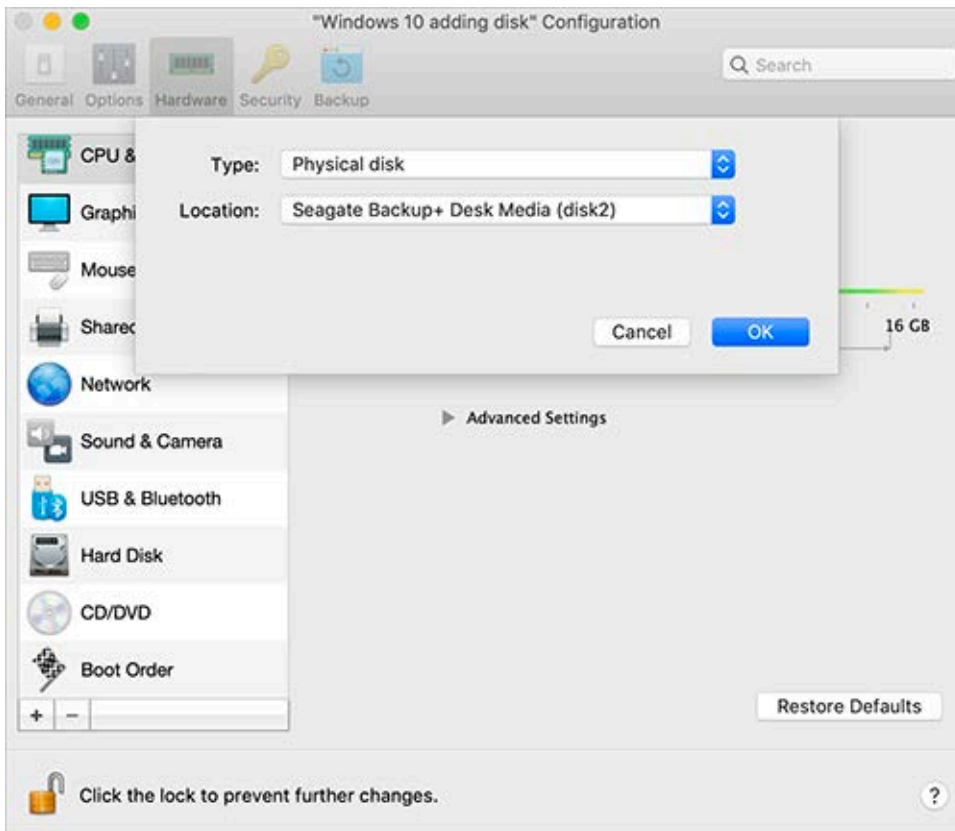 "Windows 10 adding disk" Configuration
General Options Hardware Security Backup
Search
CPU &
Type: Physical disk
Graphi
Location: Seagate Backup+ Desk Media (disk2)
Mouse
Shared
Cancel OK
16 GB
Network
Advanced Settings
Sound & Camera
USB & Bluetooth
Hard Disk
CD/DVD
Boot Order
+ -
Restore Defaults
Click the lock to prevent further changes.
?